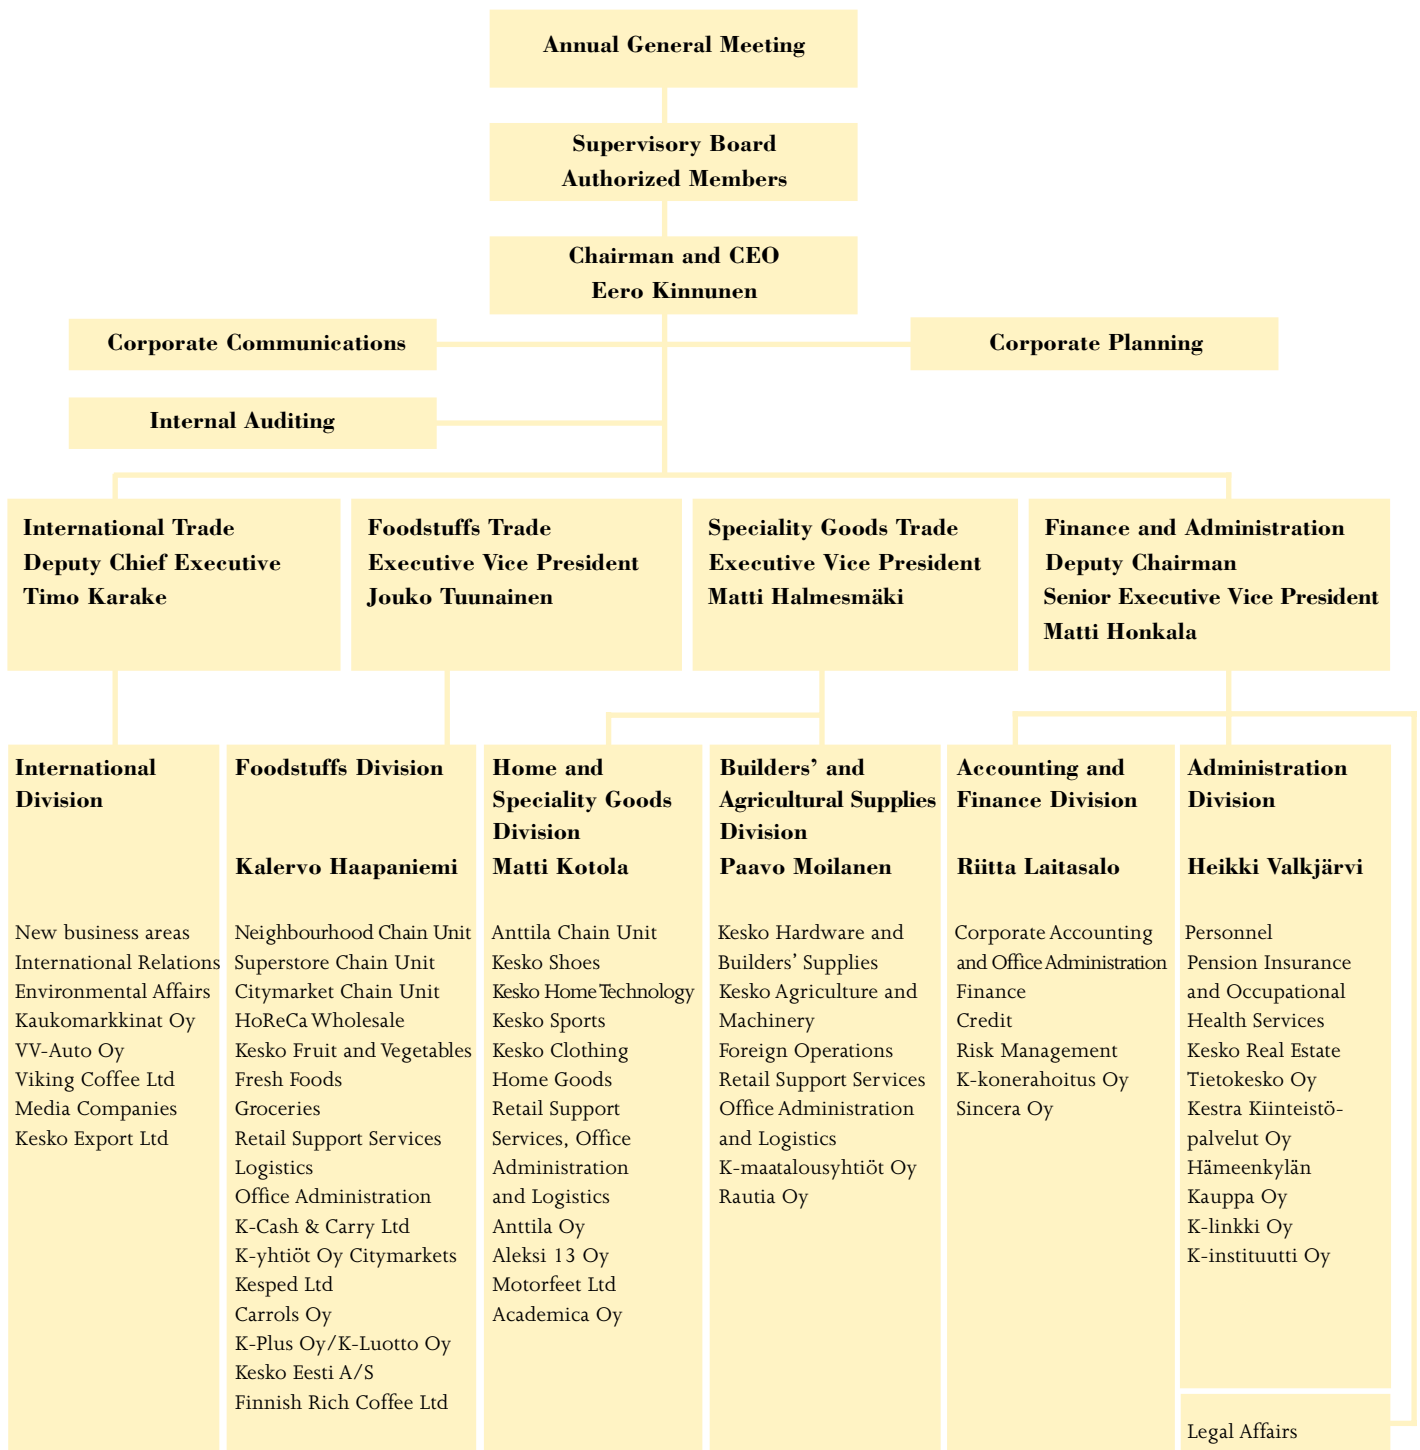 Annual General Meeting
Supervisory Board
Authorized Members
Chairman and CEO
Eero Kinnunen
Corporate Communications
Corporate Planning
Internal Auditing
International Trade
Deputy Chief Executive
Timo Karake
Foodstuffs Trade
Executive Vice President
Jouko Tuunainen
Speciality Goods Trade
Executive Vice President
Matti Halmesmäki
Finance and Administration
Deputy Chairman
Senior Executive Vice President
Matti Honkala
International
Division
New business areas
International Relations
Environmental Affairs
Kaukomarkkinat Oy
VV-Auto Oy
Viking Coffee Ltd
Media Companies
Kesko Export Ltd
Foodstuffs Division
Kalervo Haapaniemi
Neighbourhood Chain Unit
Superstore Chain Unit
Citymarket Chain Unit
HoReCa Wholesale
Kesko Fruit and Vegetables
Fresh Foods
Groceries
Retail Support Services
Logistics
Office Administration
K-Cash & Carry Ltd
K-yhtiöt Oy Citymarkets
Kesped Ltd
Carrols Oy
K-Plus Oy/K-Luotto Oy
Kesko Eesti A/S
Finnish Rich Coffee Ltd
Home and
Speciality Goods
Division
Matti Kotola
Anttila Chain Unit
Kesko Shoes
Kesko Home Technology
Kesko Sports
Kesko Clothing
Home Goods
Retail Support
Services, Office
Administration
and Logistics
Anttila Oy
Aleksi 13 Oy
Motorfeet Ltd
Academica Oy
Builders’ and
Agricultural Supplies
Division
Paavo Moilanen
Kesko Hardware and
Builders’ Supplies
Kesko Agriculture and
Machinery
Foreign Operations
Retail Support Services
Office Administration
and Logistics
K-maatalousyhtiöt Oy
Rautia Oy
Accounting and
Finance Division
Riitta Laitasalo
Corporate Accounting
and Office Administration
Finance
Credit
Risk Management
K-konerahoitus Oy
Sincera Oy
Administration
Division
Heikki Valkjärvi
Personnel
Pension Insurance
and Occupational
Health Services
Kesko Real Estate
Tietokesko Oy
Kestra Kiinteistö-
palvelut Oy
Hämeenkylän
Kauppa Oy
K-linkki Oy
K-instituutti Oy
Legal Affairs